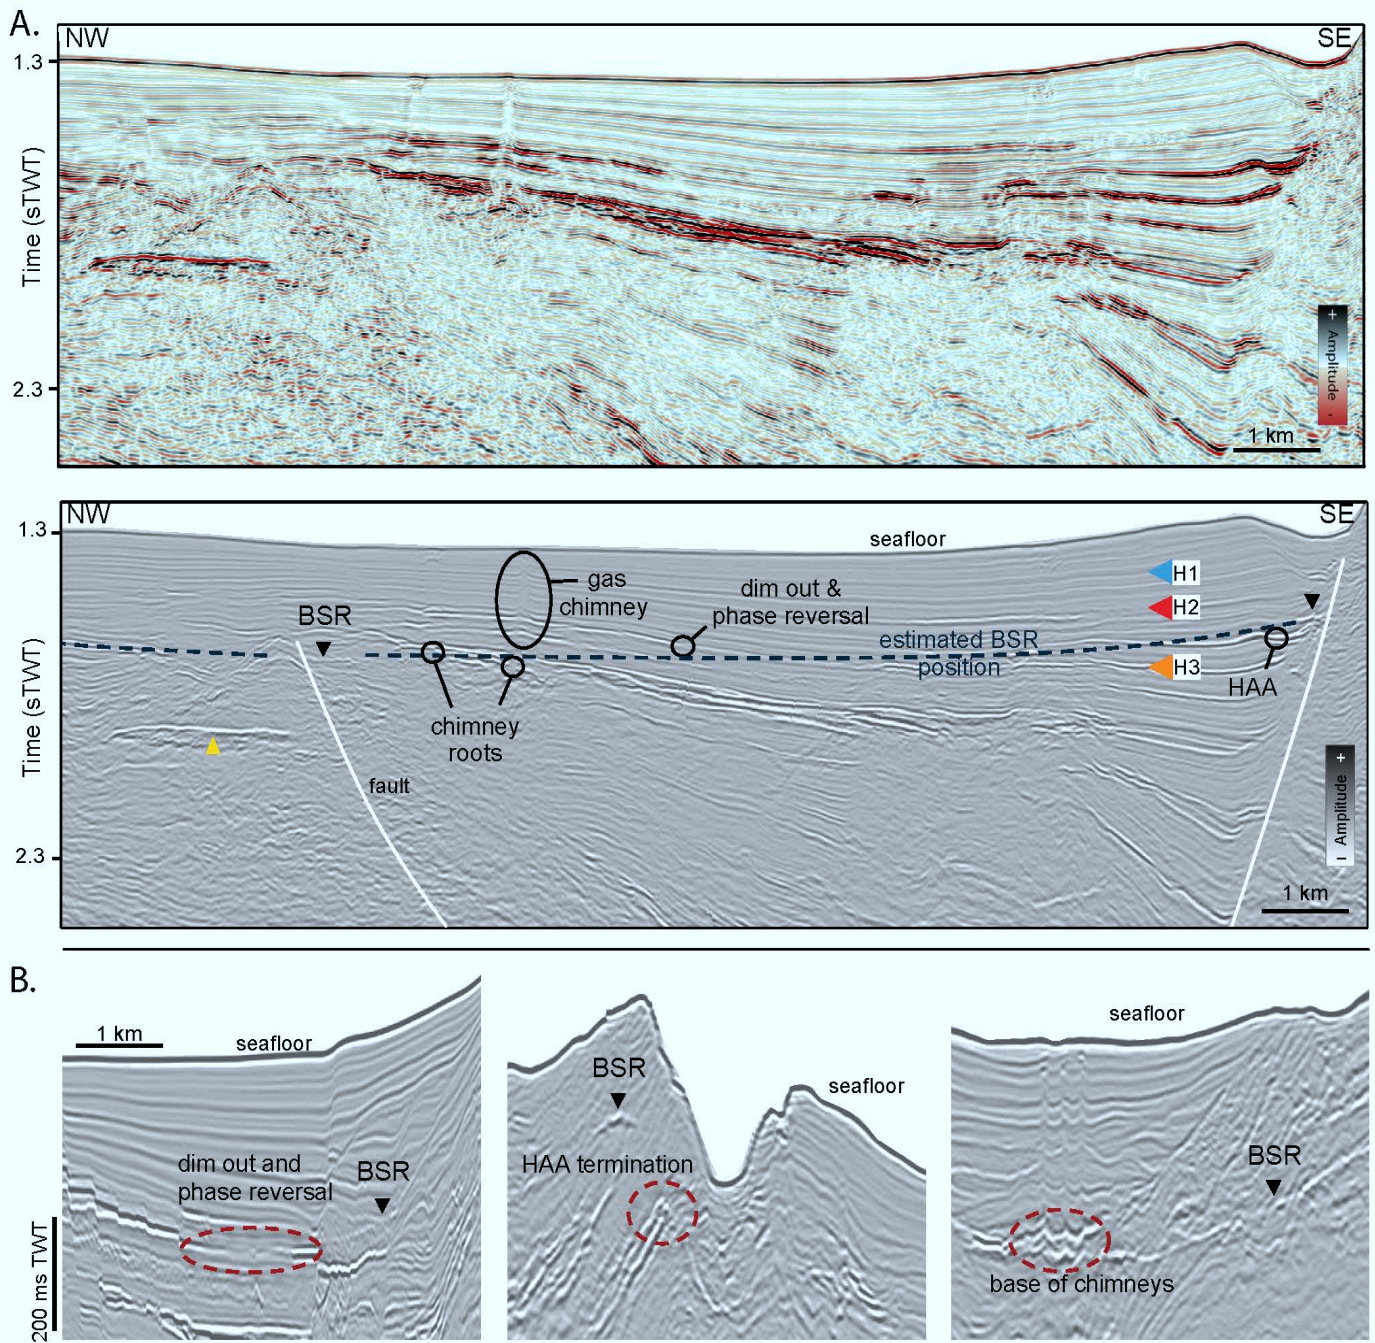 A.
NW
SE
1.3
Time (sTWT)
2.3
+
Amplitude
-
1 km
NW
SE
1.3
seafloor
gas
chimney
dim out &
phase reversal
H1
H2
BSR
estimated BSR
position
H3
HAA
Time (sTWT)
chimney
roots
fault
+
Amplitude
-
2.3
1 km
B.
1 km
seafloor
dim out and
phase reversal
BSR
200 ms TWT
BSR
seafloor
HAA termination
seafloor
BSR
base of chimneys